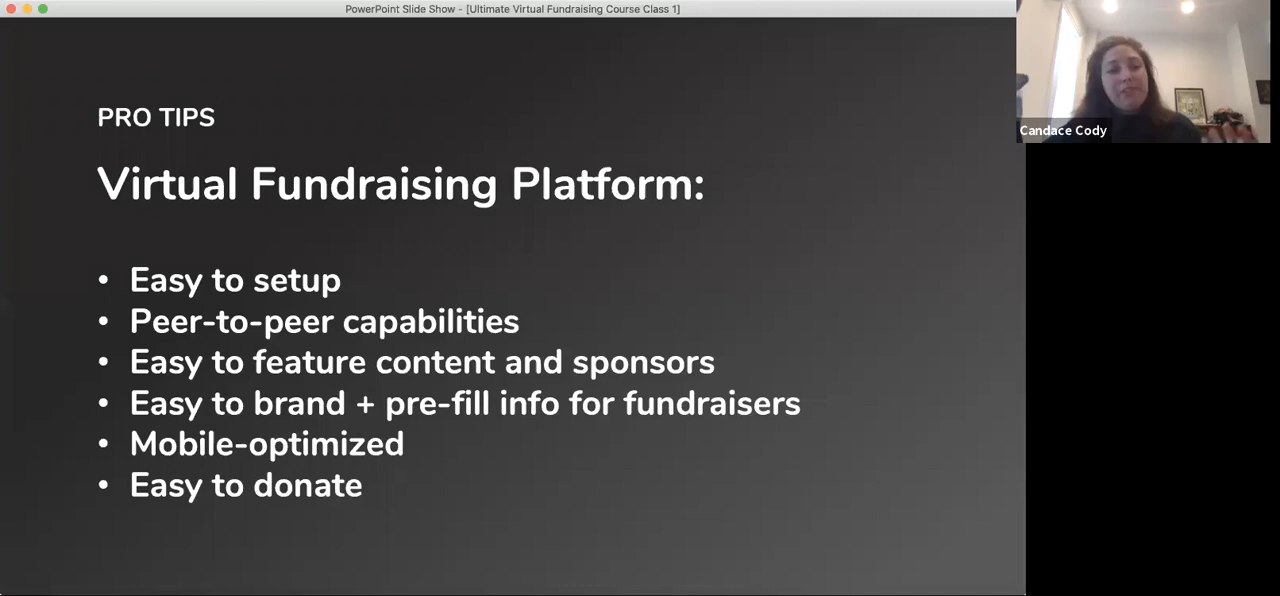 PowerPoint Slide Show - [Ultimate Virtual Fundraising Course Class 1]
PRO TIPS
Virtual Fundraising Platform:
• Easy to setup
• Peer-to-peer capabilities
• Easy to feature content and sponsors
• Easy to brand + pre-fill info for fundraisers
• Mobile-optimized
• Easy to donate
Candace Cody